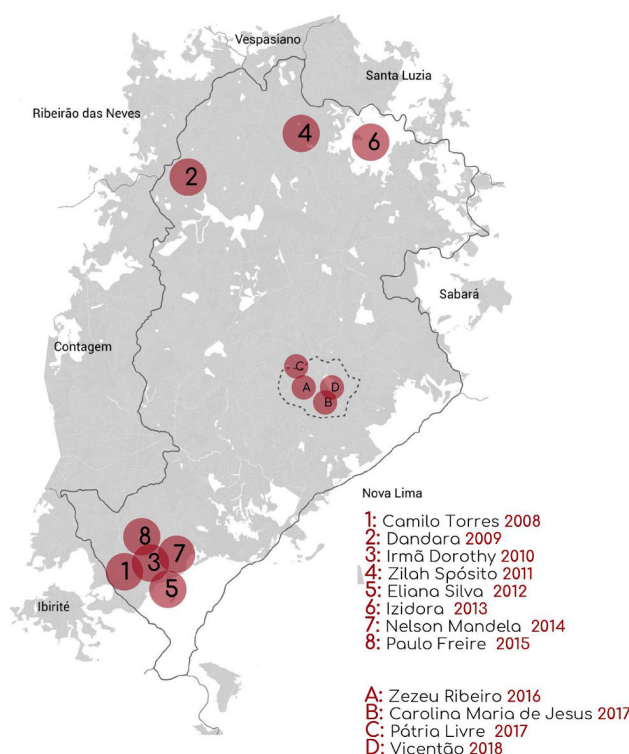 Vespasiano
Santa Luzia
Ribeirão das Neves
4
6
2
Sabará
Contagem
C
A
D
B
Nova Lima
8
7
3
1
5
Ibirité
1: Camilo Torres 2008
2: Dandara 2009
3: Irmã Dorothy 2010
4: Zilah Spósito 2011
5: Eliana Silva 2012
6: Izidora 2013
7: Nelson Mandela 2014
8: Paulo Freire 2015
A: Zezeu Ribeiro 2016
B: Carolina Maria de Jesus 2017
C: Pátria Livre 2017
D: Vicentão 2018